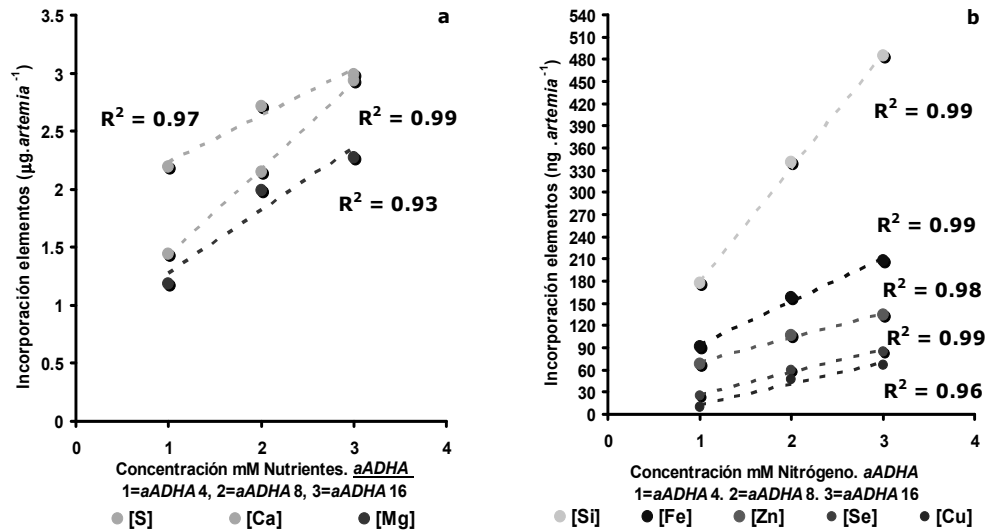 a
Incorporación elementos (µg.artemia⁻¹)
3.5
3
2.5
2
1.5
1
0.5
0
R² = 0.97
R² = 0.99
R² = 0.93
0 1 2 3 4
Concentración mM Nutrientes. aADHA
1=aADHA 4, 2=aADHA 8, 3=aADHA 16
[S] [Ca] [Mg]
b
Incorporación elementos (ng .artemia⁻¹)
540
510
480
450
420
390
360
330
300
270
240
210
180
150
120
90
60
30
0
R² = 0.99
R² = 0.99
R² = 0.98
R² = 0.99
R² = 0.96
0 1 2 3 4
Concentración mM Nitrógeno. aADHA
1=aADHA 4. 2=aADHA 8. 3=aADHA 16
[Si] [Fe] [Zn] [Se] [Cu]